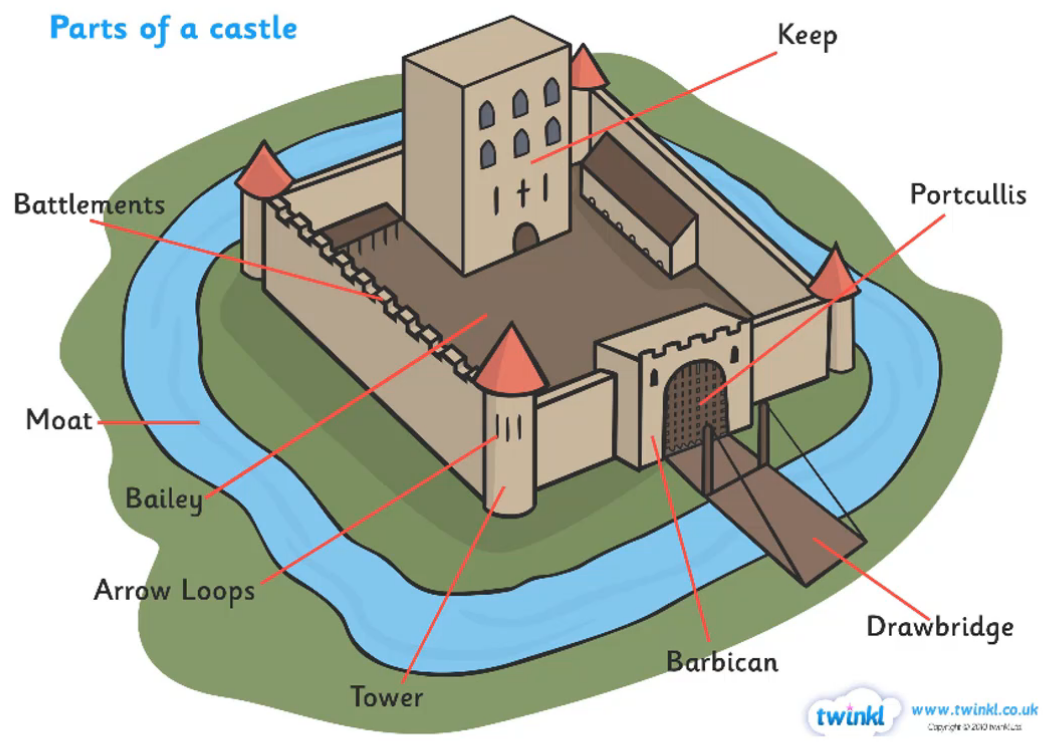 Parts of a castle
Keep
Battlements
Portcullis
Moat
Bailey
Arrow Loops
Drawbridge
Barbican
Tower
twinkl
www.twinkl.co.uk